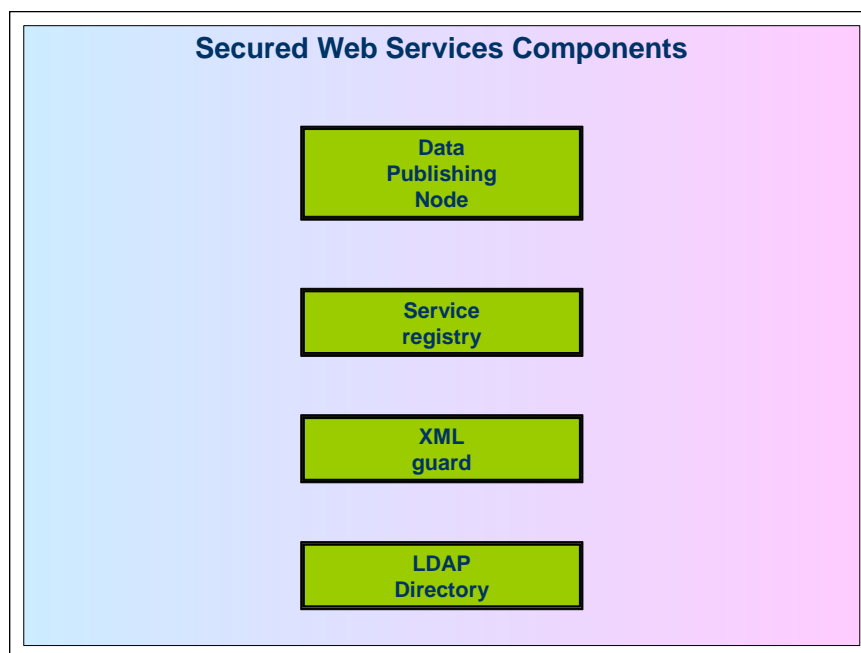 Secured Web Services Components
Data
Publishing
Node
Service
registry
XML
guard
LDAP
Directory